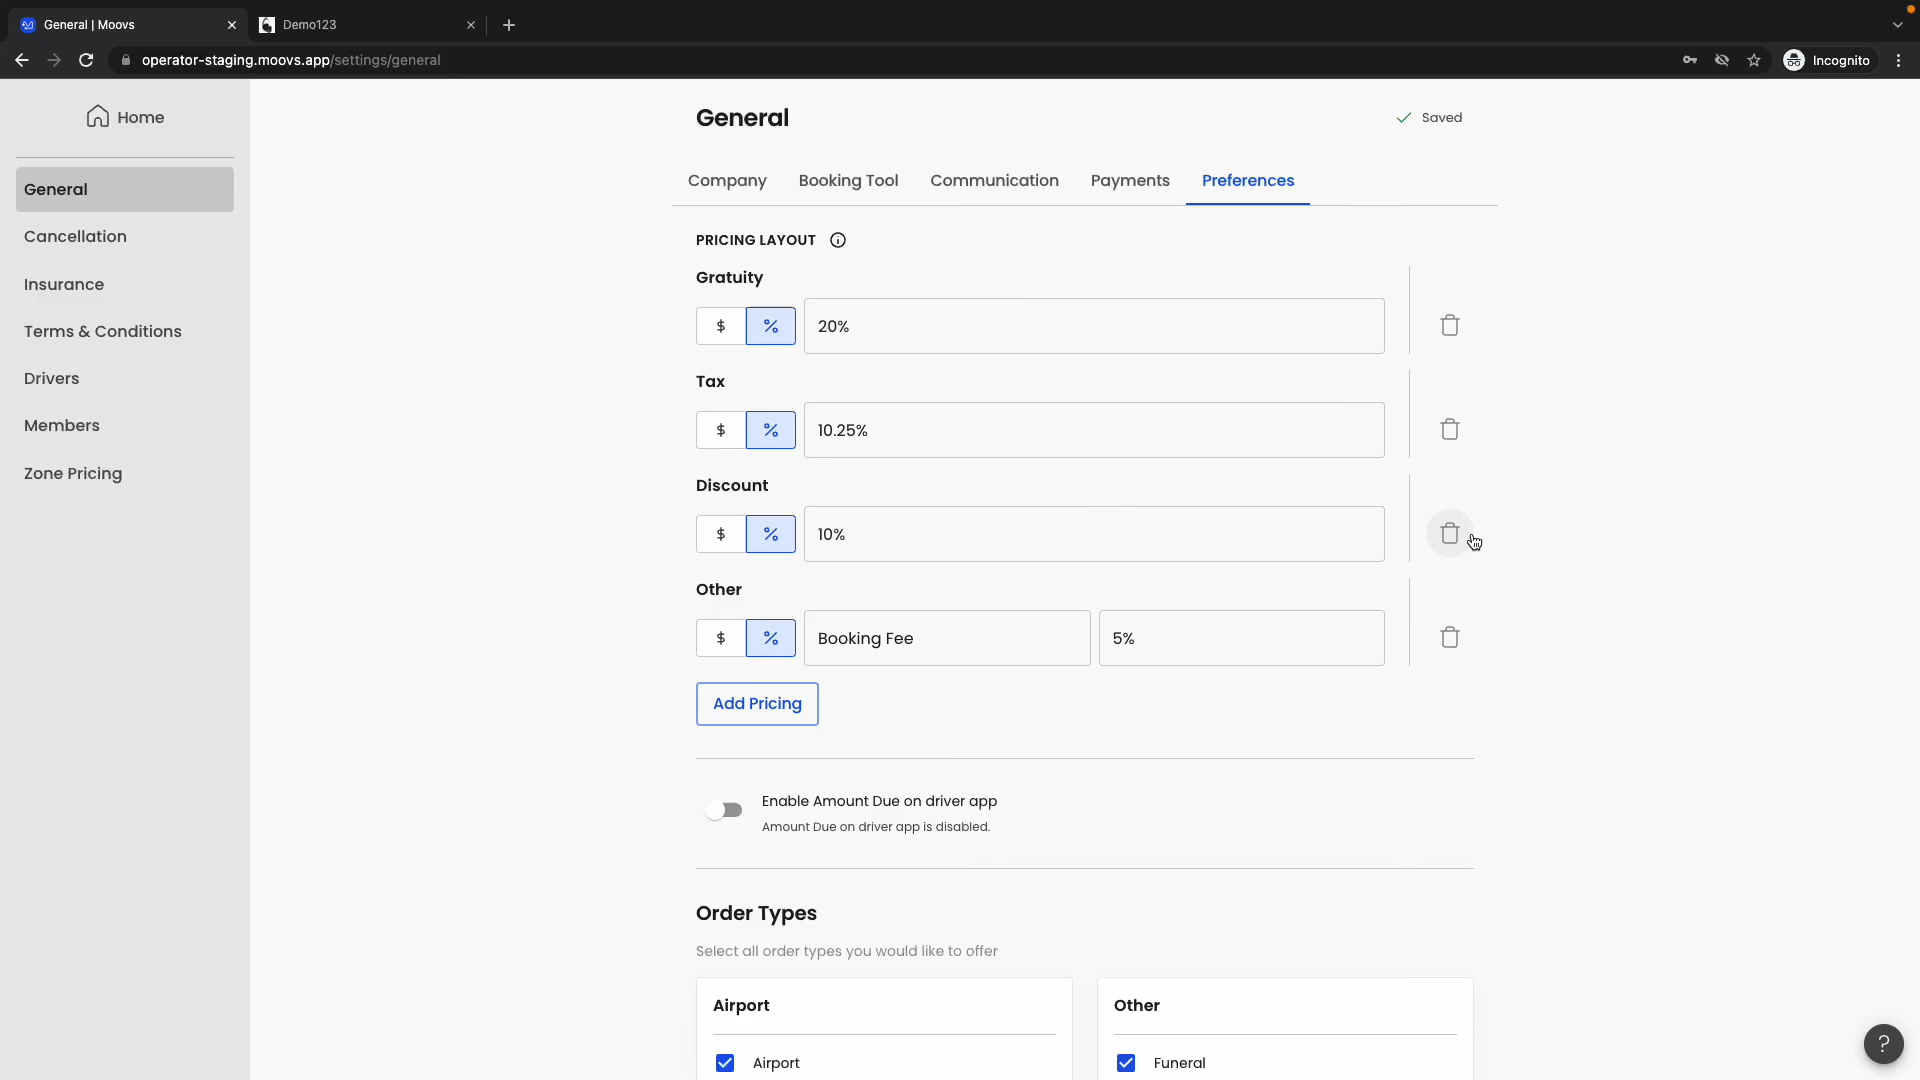 General | Moovs
Demo123
operator-staging.moovs.app/settings/general
Incognito
Home
General
Cancellation
Insurance
Terms & Conditions
Drivers
Members
Zone Pricing
General
Saved
Company Booking Tool Communication Payments Preferences
PRICING LAYOUT
Gratuity
$ % 20%
Tax
$ % 10.25%
Discount
$ % 10%
Other
$ % Booking Fee 5%
Add Pricing
Enable Amount Due on driver app
Amount Due on driver app is disabled.
Order Types
Select all order types you would like to offer
Airport
Airport
Other
Funeral
?